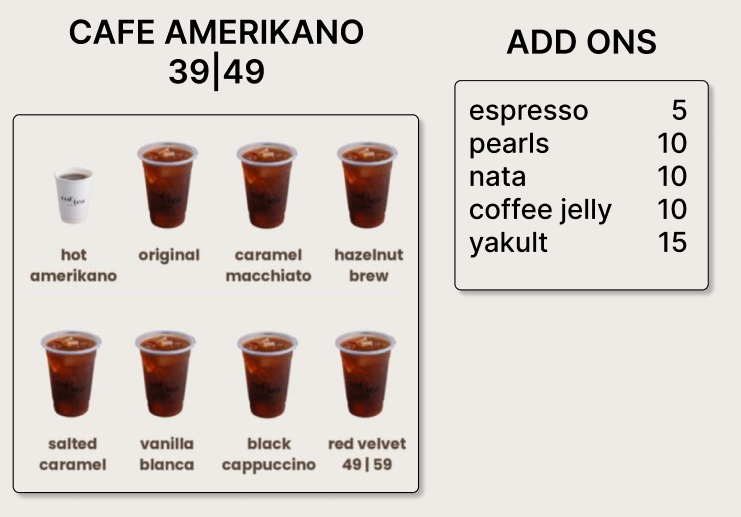 CAFE AMERIKANO
39|49
hot
amerikano
original
caramel
macchiato
hazelnut
brew
salted
caramel
vanilla
blanca
black
cappuccino
red velvet
49 | 59
ADD ONS
espresso 5
pearls 10
nata 10
coffee jelly 10
yakult 15